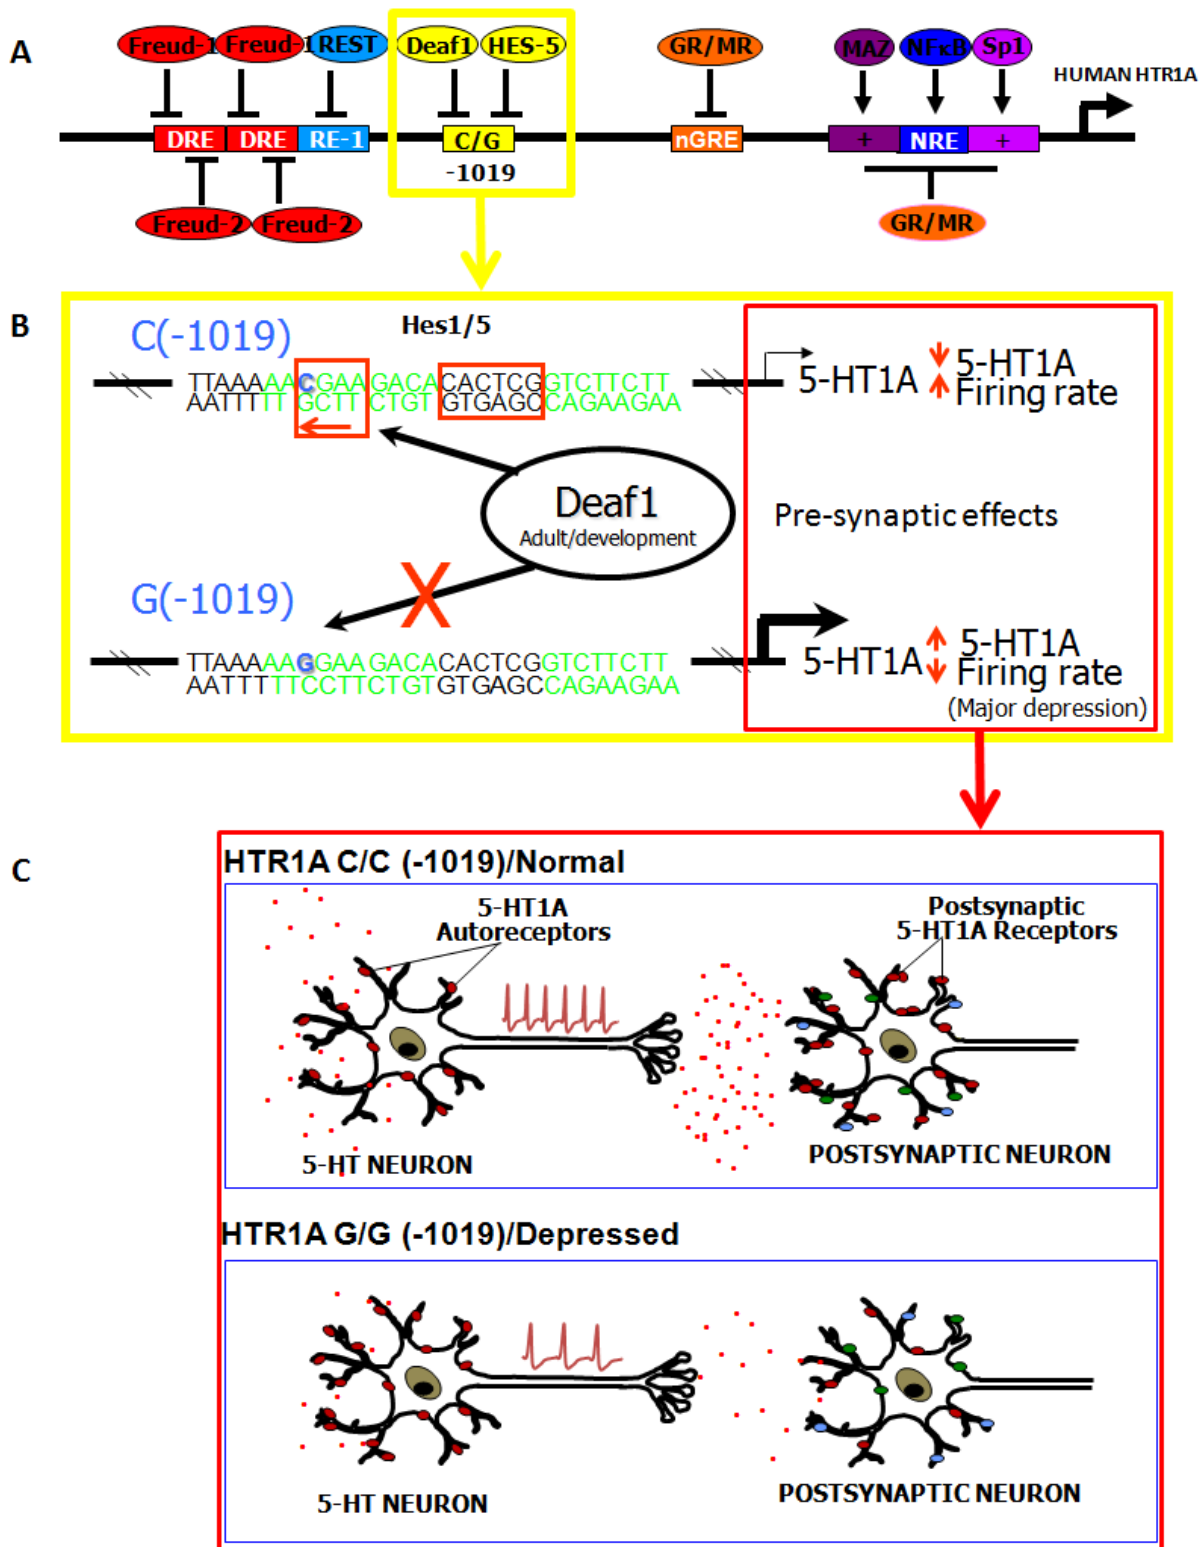 A
Freud-1 Freud-1 REST Deaf1 HES-5 GR/MR MAZ NFκB Sp1
HUMAN HTR1A
DRE DRE RE-1 C/G nGRE + NRE +
-1019
Freud-2 Freud-2 GR/MR
B
Hes1/5
C(-1019)
TTAAAAACGAAGACACACTCGGTCTTCTT
AATTTTTGCTTCTGTGTGAGCCAGAAGAA
5-HT1A
5-HT1A
Firing rate
Deaf1
Adult/development
Pre-synaptic effects
X
G(-1019)
TTAAAAAGGAAGACACACTCGGTCTTCTT
AATTTTTCCTTCTGTGTGAGCCAGAAGAA
5-HT1A
5-HT1A
Firing rate
(Major depression)
C
HTR1A C/C (-1019)/Normal
5-HT1A
Autoreceptors
Postsynaptic
5-HT1A Receptors
5-HT NEURON
POSTSYNAPTIC NEURON
HTR1A G/G (-1019)/Depressed
5-HT NEURON
POSTSYNAPTIC NEURON